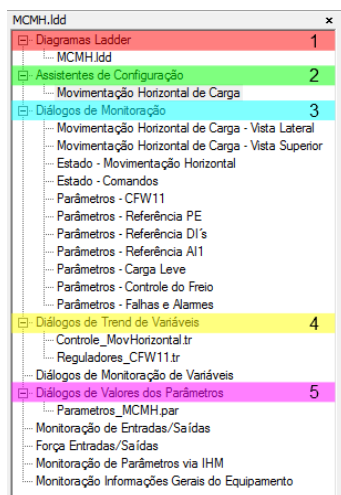 MCMH.ldd x
Diagramas Ladder 1
MCMH.ldd
Assistentes de Configuração 2
Movimentação Horizontal de Carga
Diálogos de Monitoração 3
Movimentação Horizontal de Carga - Vista Lateral
Movimentação Horizontal de Carga - Vista Superior
Estado - Movimentação Horizontal
Estado - Comandos
Parâmetros - CFW11
Parâmetros - Referência PE
Parâmetros - Referência DI´s
Parâmetros - Referência AI1
Parâmetros - Carga Leve
Parâmetros - Controle do Freio
Parâmetros - Falhas e Alarmes
Diálogos de Trend de Variáveis 4
Controle_MovHorizontal.tr
Reguladores_CFW11.tr
Diálogos de Monitoração de Variáveis
Diálogos de Valores dos Parâmetros 5
Parametros_MCMH.par
Monitoração de Entradas/Saídas
Força Entradas/Saídas
Monitoração de Parâmetros via IHM
Monitoração Informações Gerais do Equipamento